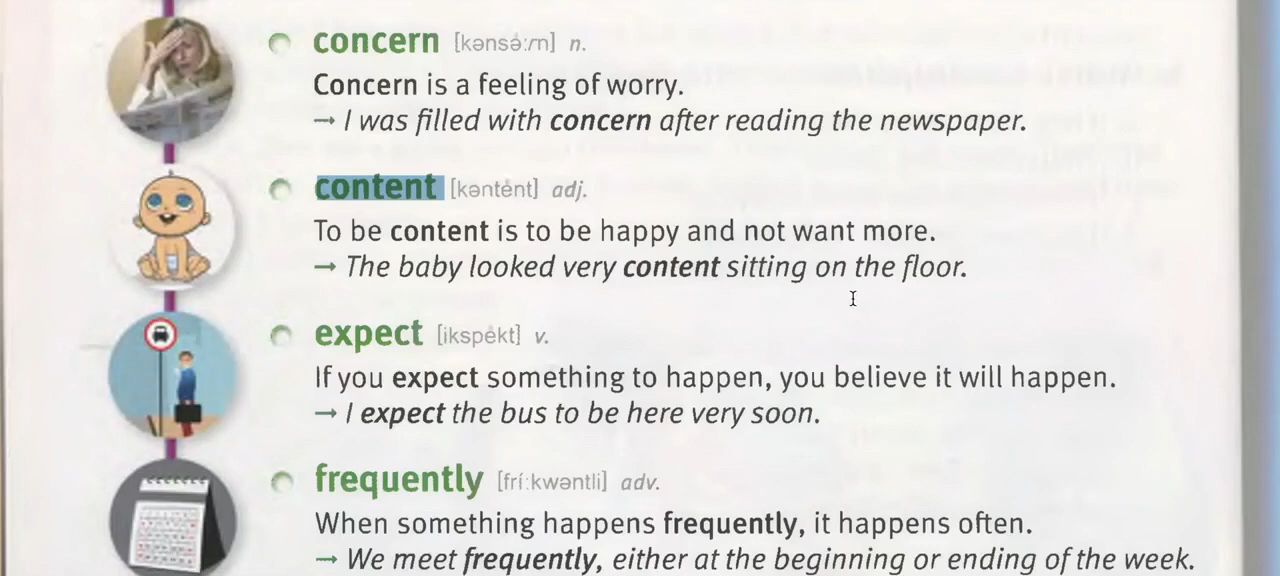 concern [kənsə́ːrn] n.
Concern is a feeling of worry.
→ I was filled with concern after reading the newspaper.
content [kəntént] adj.
To be content is to be happy and not want more.
→ The baby looked very content sitting on the floor.
expect [ikspékt] v.
If you expect something to happen, you believe it will happen.
→ I expect the bus to be here very soon.
frequently [fríːkwəntli] adv.
When something happens frequently, it happens often.
→ We meet frequently, either at the beginning or ending of the week.